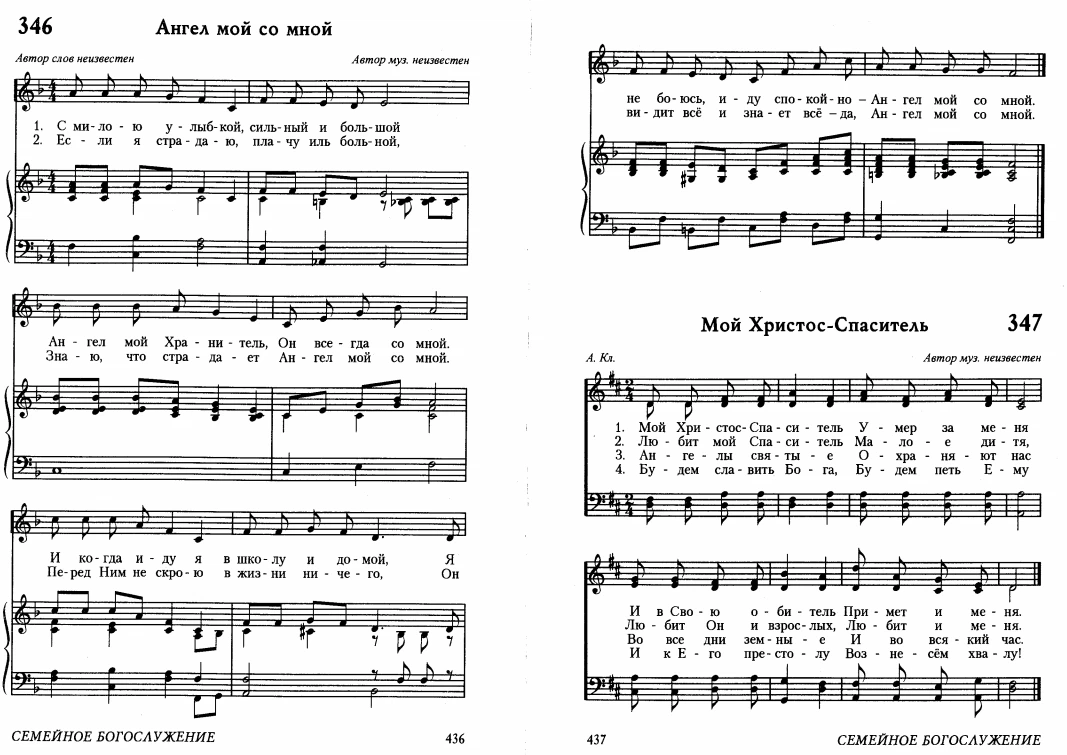 346 Ангел мой со мной
Автор слов неизвестен Автор муз. неизвестен
1. С ми-ло - ю у - лыб-кой, силь-ный и боль-шой
2. Ес - ли я стра-да-ю, пла-чу иль боль-ной,
Ан - гел мой Хра - ни - тель, Он все - гда со мной.
Зна - ю, что стра - да - ет Ан - гел мой со мной.
И ко-гда и-ду я в шко-лу и до-мой, Я
Пе-ред Ним не скро-ю в жиз-ни ни-че-го, Он
СЕМЕЙНОЕ БОГОСЛУЖЕНИЕ 436
не бо-юсь, и-ду спо-кой-но – Ан-гел мой со мной.
ви-дит всё и зна-ет всё –да, Ан-гел мой со мной.
Мой Христос-Спаситель 347
А. Кл. Автор муз. неизвестен
1. Мой Хри - стос- Спа - си - тель У - мер за ме - ня
2. Лю - бит мой Спа - си - тель Ма - ло - е ди - тя,
3. Ан - ге - лы свя - ты - е О - хра - ня - ют нас
4. Бу - дем сла - вить Бо - га, Бу - дем петь Е - му
И в Сво - ю о - би - тель При - мет и ме - ня.
Лю - бит Он и взрос - лых, Лю - бит и ме - ня.
Во все дни зем - ны - е И во вся - кий час.
И к Е - го пре - сто - лу Воз - не - сём хва - лу!
437 СЕМЕЙНОЕ БОГОСЛУЖЕНИЕ